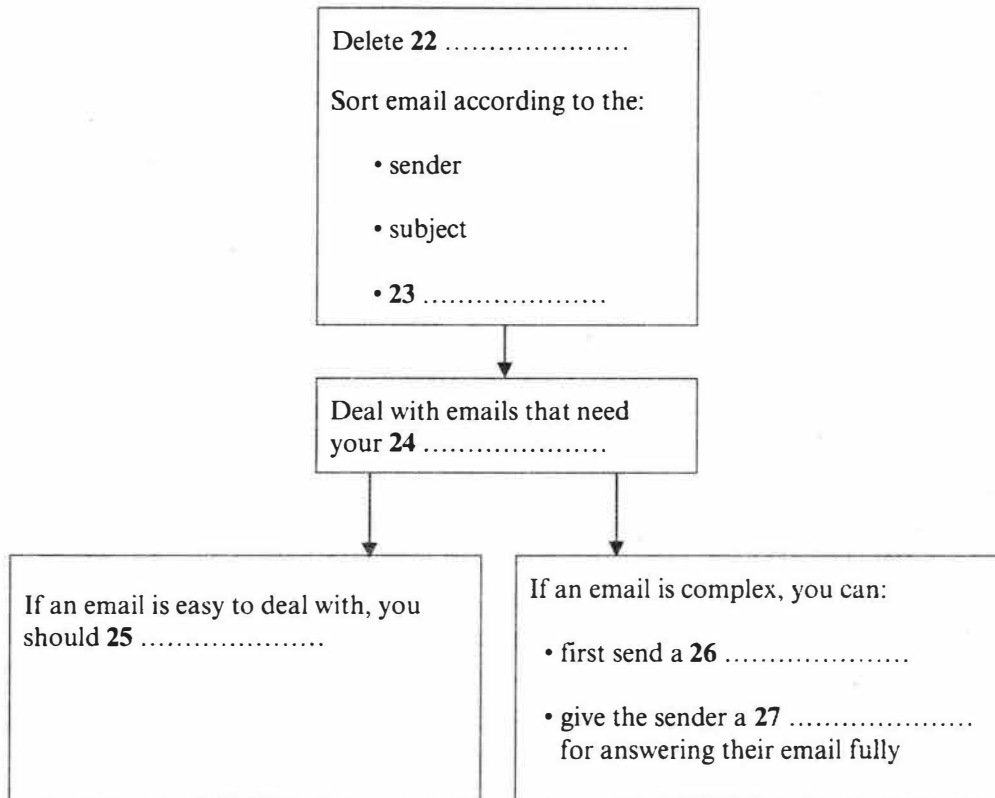 Delete 22 ......................
Sort email according to the:
• sender
• subject
• 23 ......................
Deal with emails that need
your 24 ......................
If an email is easy to deal with, you
should 25 ......................
If an email is complex, you can:
• first send a 26 ......................
• give the sender a 27 ......................
for answering their email fully